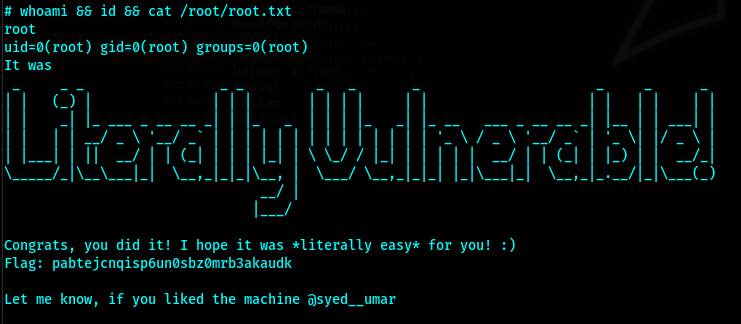 # whoami && id && cat /root/root.txt
root
uid=0(root) gid=0(root) groups=0(root)
It was
Literally Vulnerable!
Congrats, you did it! I hope it was *literally easy* for you! :)
Flag: pabtejcnqisp6un0sbz0mrb3akaudk
Let me know, if you liked the machine @syed__umar